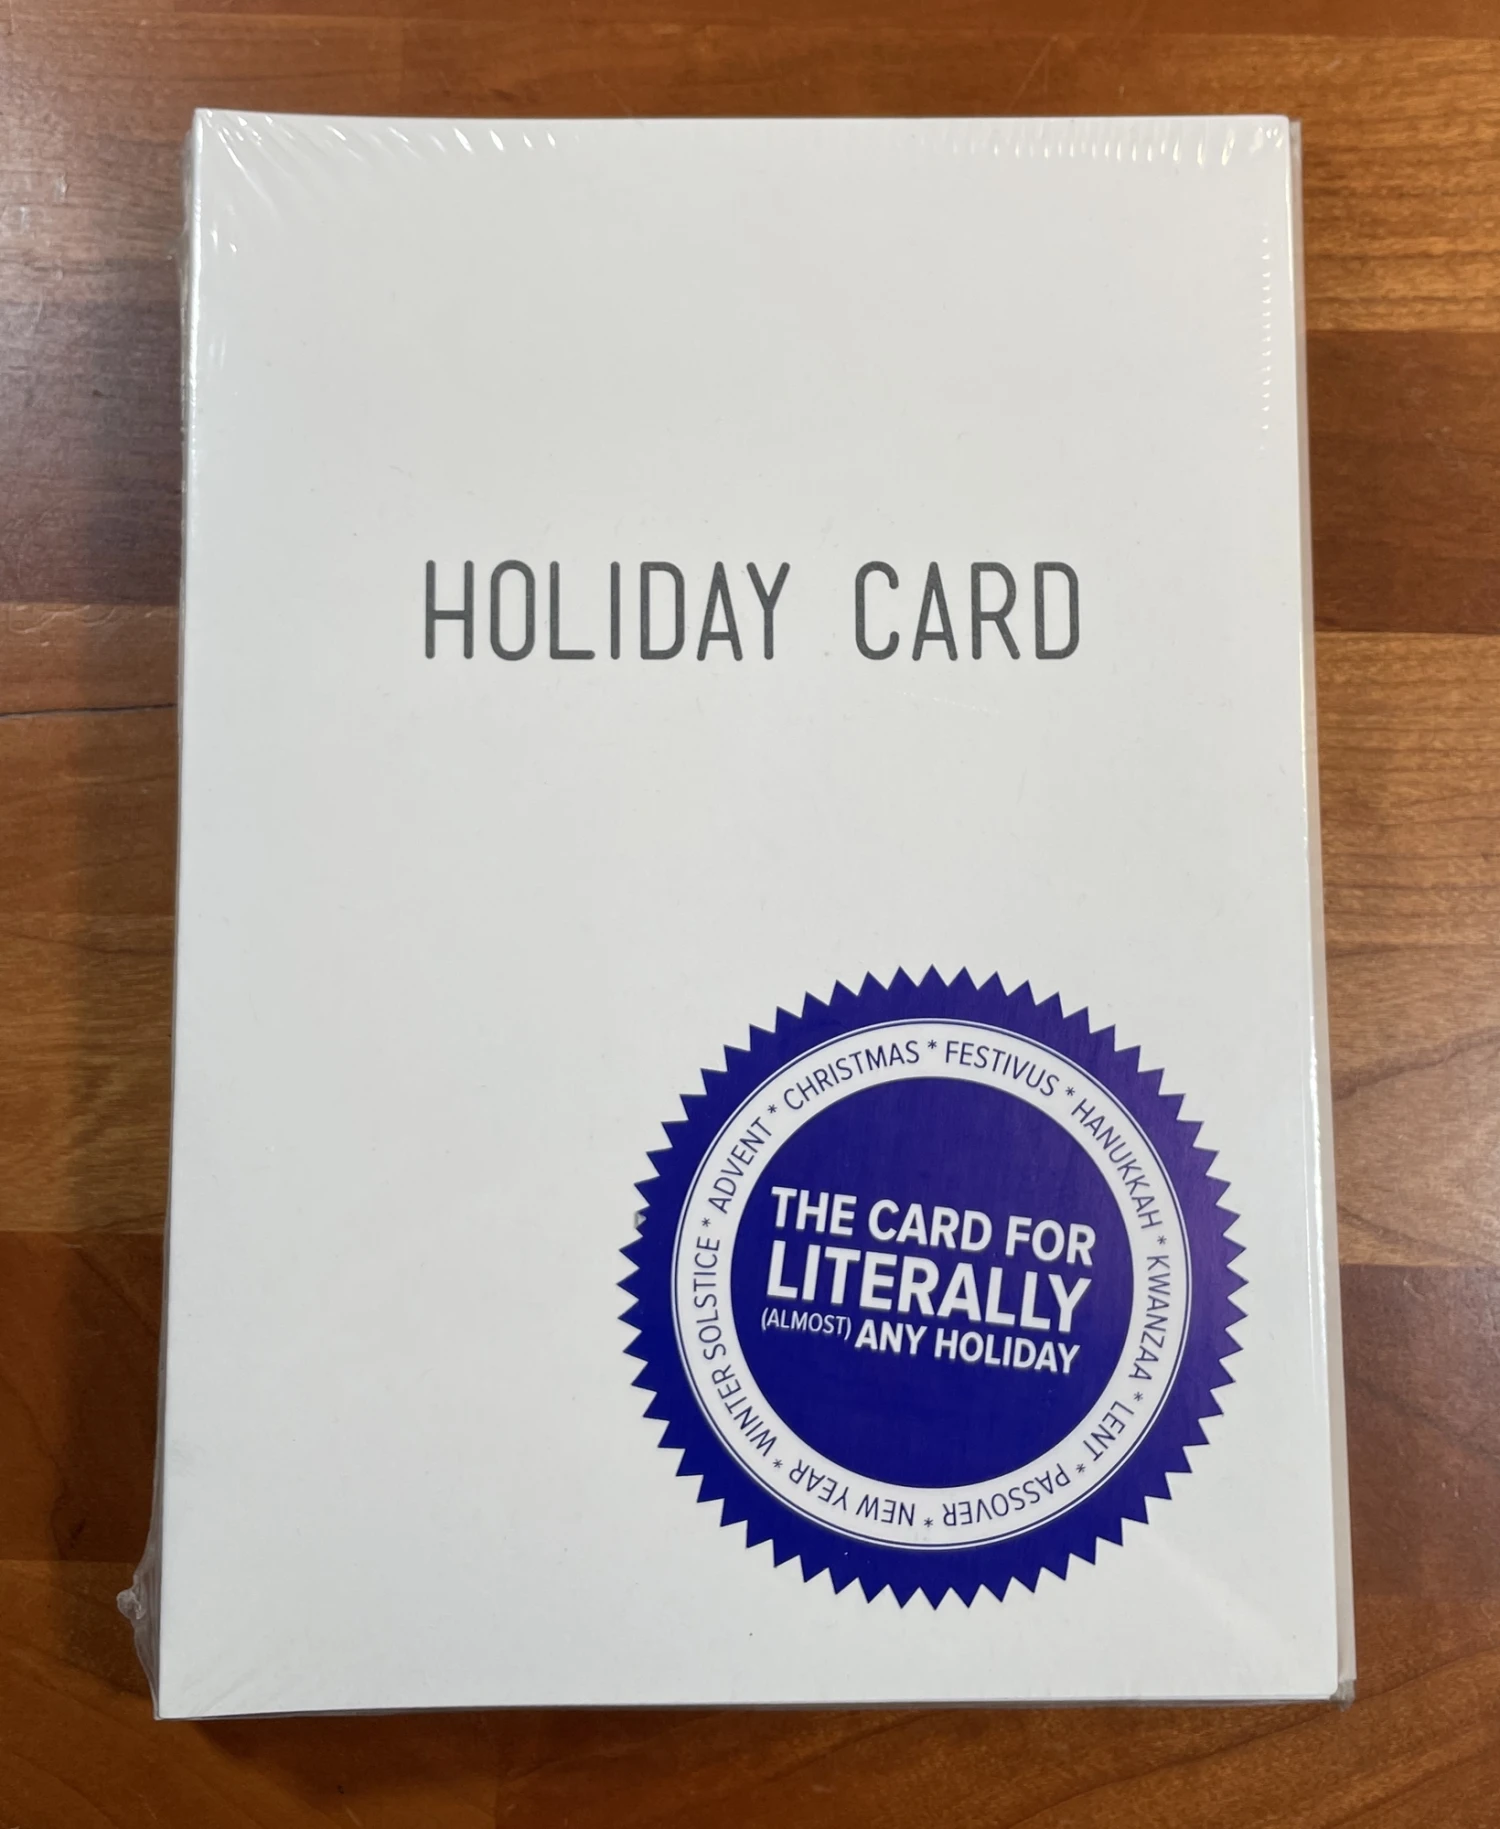 HOLIDAY CARD
ADVENT * CHRISTMAS * FESTIVUS * HANUKKAH * KWANZAA * LENT * PASSOVER * NEW YEAR * WINTER SOLSTICE *
THE CARD FOR
LITERALLY
(ALMOST) ANY HOLIDAY